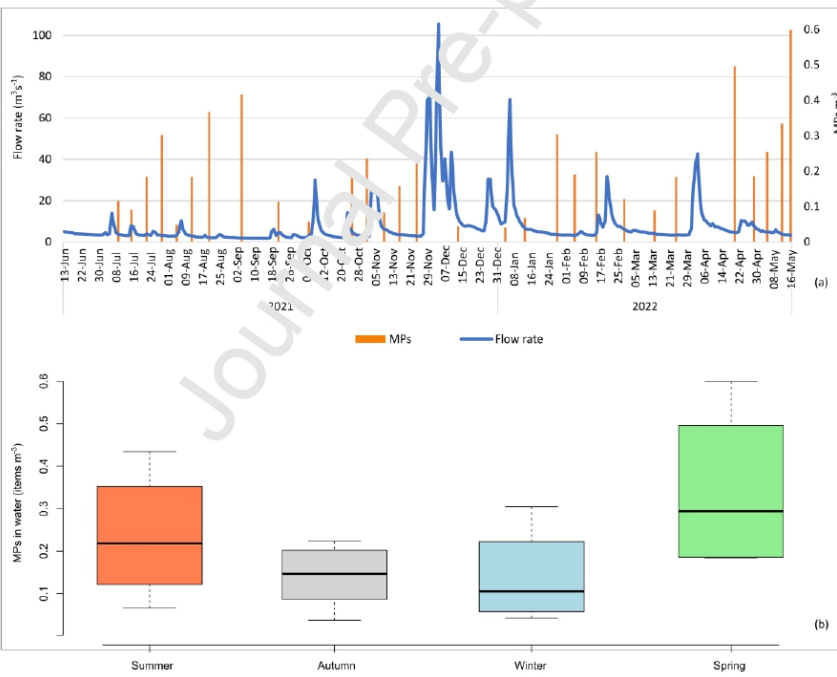 Journal Pre-p
100
80
60
40
20
0
Flow rate (m³s⁻¹)
0.6
0.5
0.4
0.3
0.2
0.1
0
13-Jun 22-Jun 30-Jun 08-Jul 16-Jul 24-Jul 01-Aug 09-Aug 17-Aug 25-Aug 02-Sep 10-Sep 18-Sep 26-Sep 12-Oct 20-Oct 28-Oct 05-Nov 13-Nov 21-Nov 29-Nov 07-Dec 15-Dec 23-Dec 31-Dec 08-Jan 16-Jan 24-Jan 01-Feb 09-Feb 17-Feb 25-Feb 05-Mar 13-Mar 21-Mar 29-Mar 06-Apr 14-Apr 22-Apr 30-Apr 08-May 16-May
(a)
2021 2022
MPs Flow rate
0.6
0.5
0.4
0.3
0.2
0.1
MPs in water (items m⁻³)
(b)
Summer Autumn Winter Spring